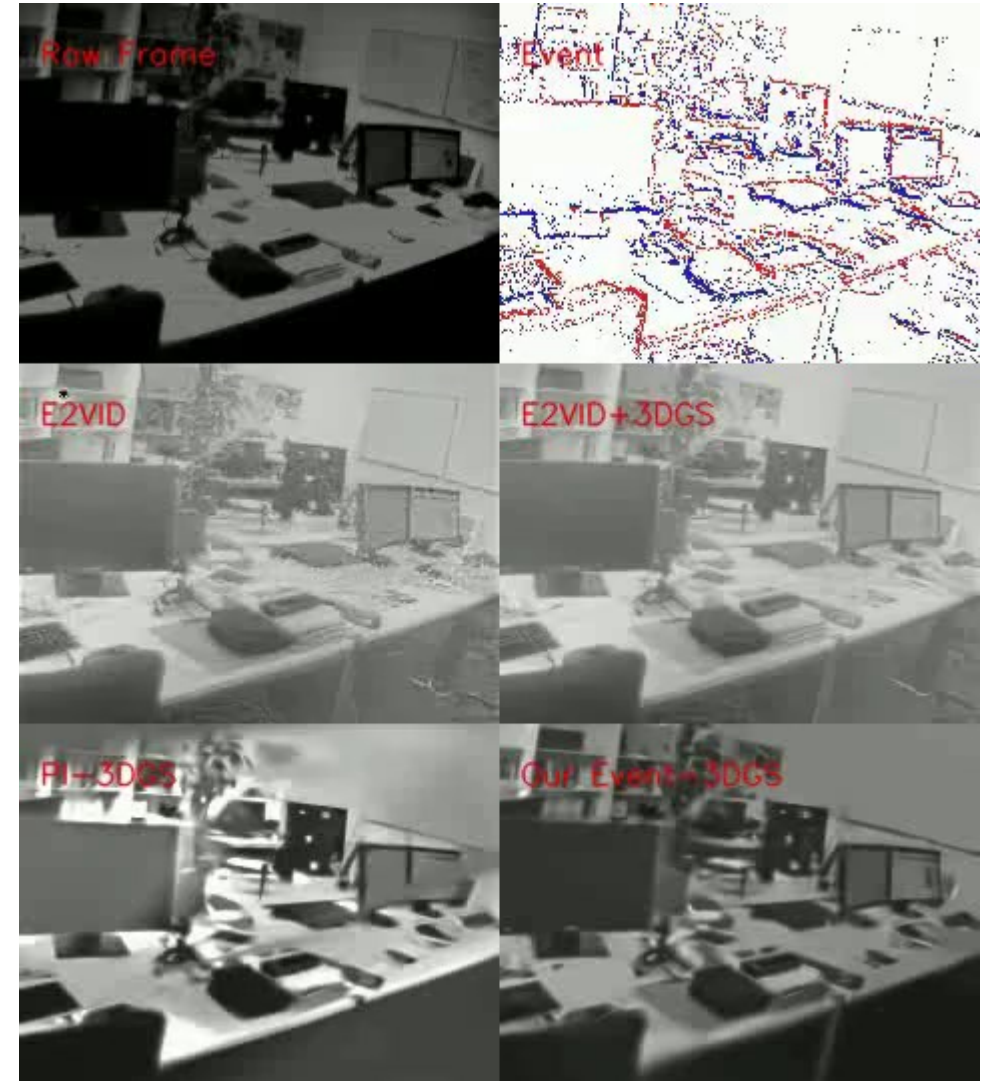 Raw Frame
Event
E2VID
E2VID+3DGS
PI-3DGS
Our Event-3DGS